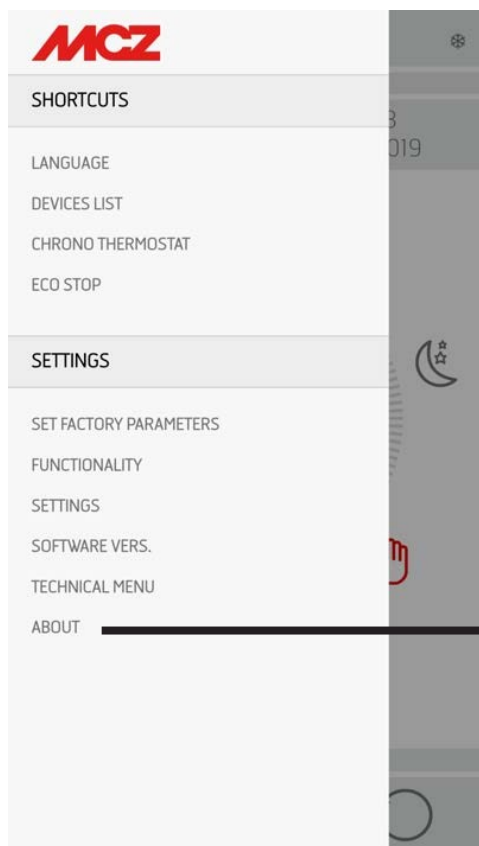 MCZ
SHORTCUTS
LANGUAGE
DEVICES LIST
CHRONO THERMOSTAT
ECO STOP
SETTINGS
SET FACTORY PARAMETERS
FUNCTIONALITY
SETTINGS
SOFTWARE VERS.
TECHNICAL MENU
ABOUT